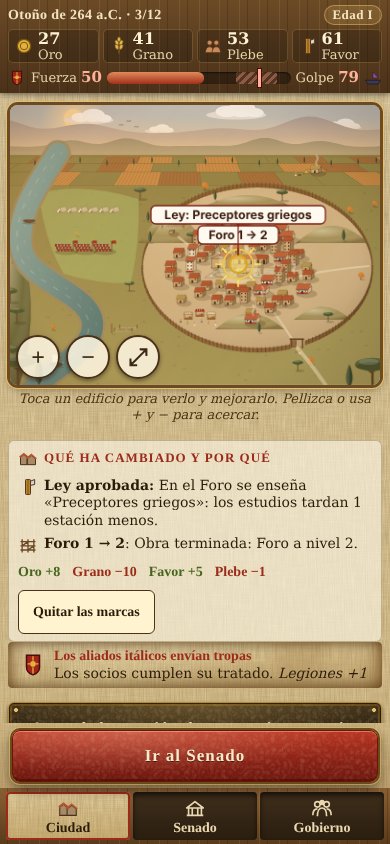 Otoño de 264 a.C. · 3/12
Edad I
27 Oro
41 Grano
53 Plebe
61 Favor
Fuerza 50
Golpe 79
Ley: Preceptores griegos
Foro 1 → 2
+ −
Toca un edificio para verlo y mejorarlo. Pellizca o usa
+ y − para acercar.
QUÉ HA CAMBIADO Y POR QUÉ
Ley aprobada: En el Foro se enseña
«Preceptores griegos»: los estudios tardan 1
estación menos.
Foro 1 → 2: Obra terminada: Foro a nivel 2.
Oro +8 Grano −10 Favor +5 Plebe −1
Quitar las marcas
Los aliados itálicos envían tropas
Los socios cumplen su tratado. Legiones +1
Ir al Senado
Ciudad
Senado
Gobierno